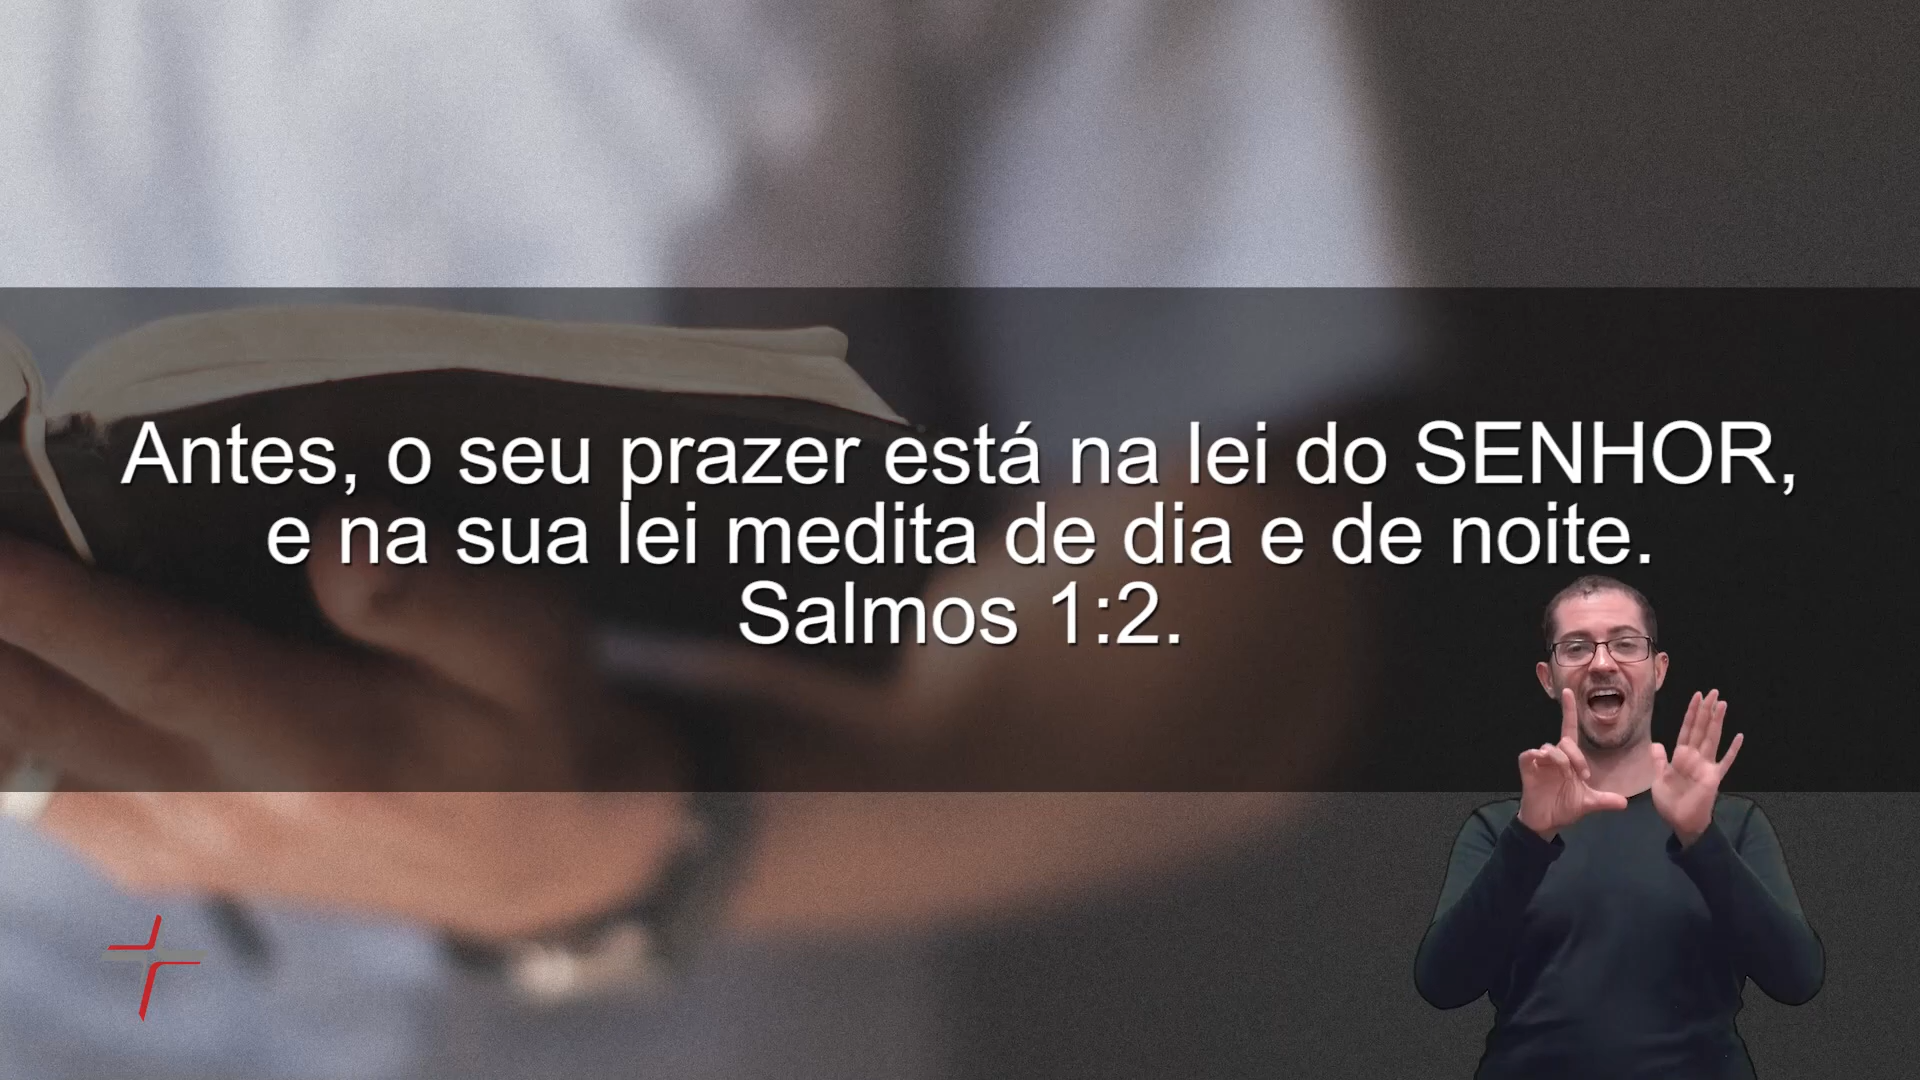 Antes, o seu prazer está na lei do SENHOR,
e na sua lei medita de dia e de noite.
Salmos 1:2.